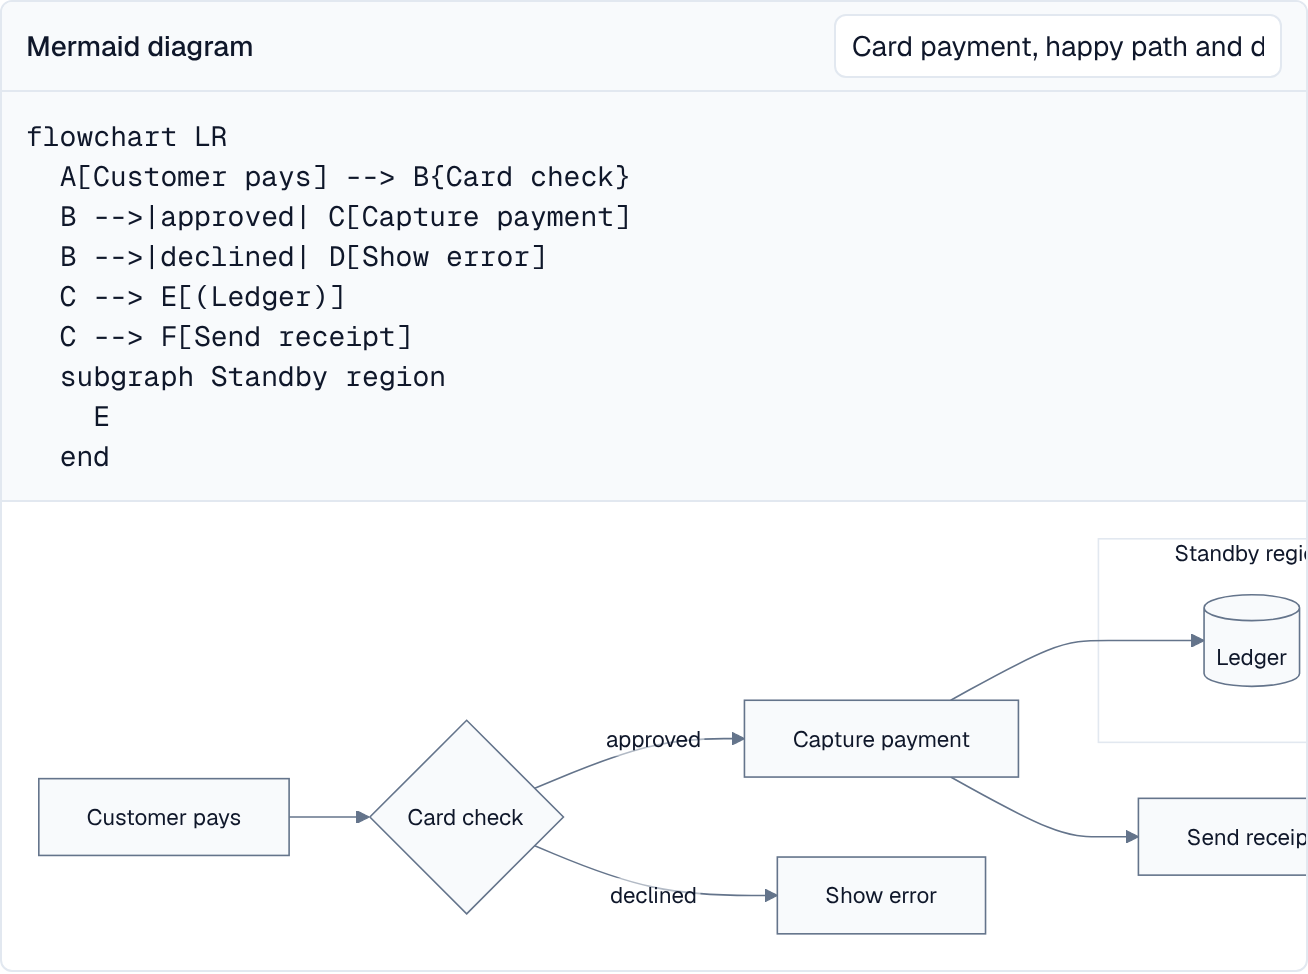 Mermaid diagram
Card payment, happy path and d
flowchart LR
A[Customer pays] --> B{Card check}
B -->|approved| C[Capture payment]
B -->|declined| D[Show error]
C --> E[(Ledger)]
C --> F[Send receipt]
subgraph Standby region
E
end
Standby regio
Ledger
approved
Capture payment
Customer pays
Card check
Send receip
declined
Show error